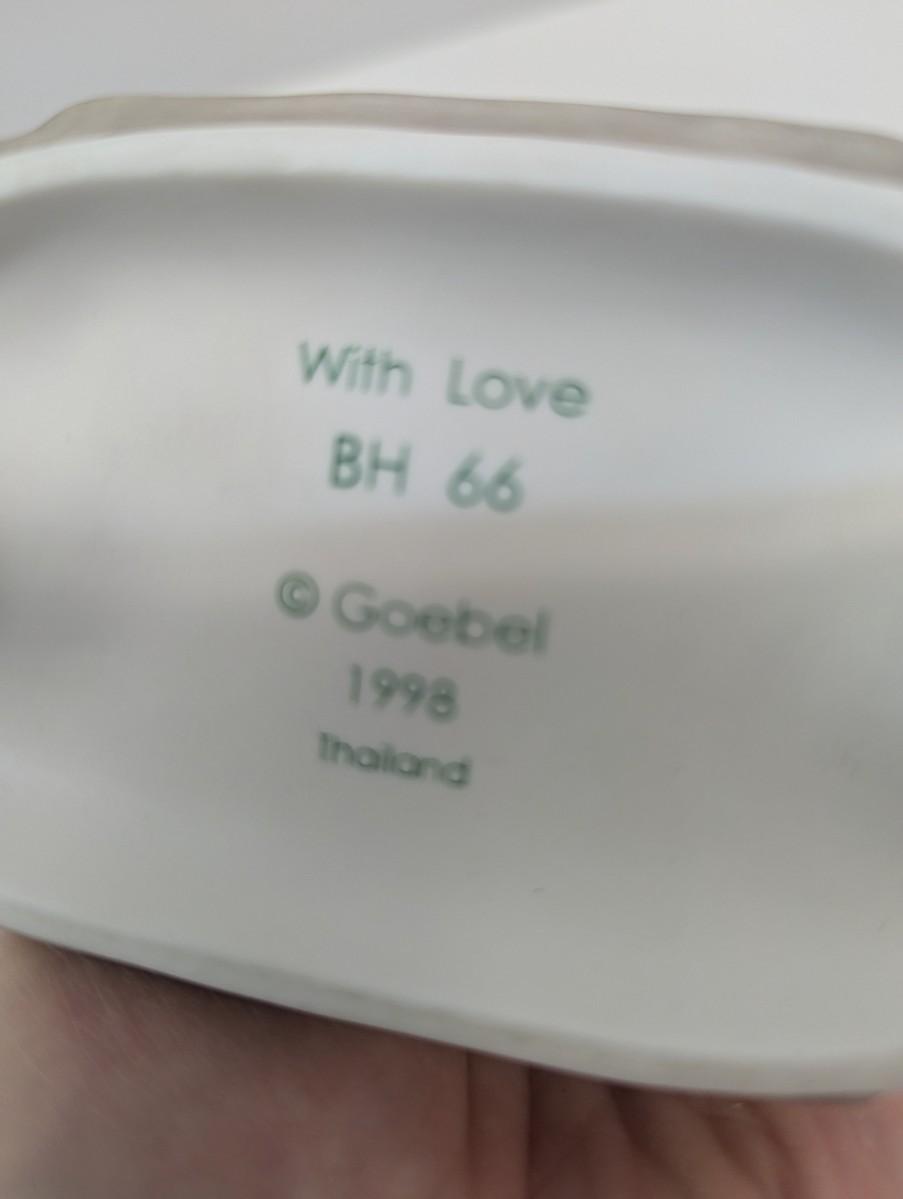 With Love
BH 66
© Goebel
1998
Thailand